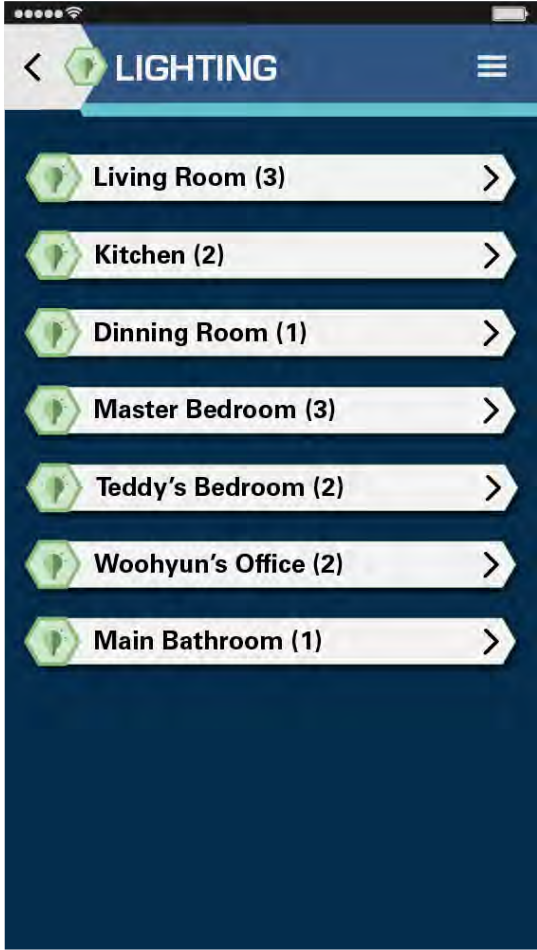 LIGHTING
Living Room (3)
Kitchen (2)
Dinning Room (1)
Master Bedroom (3)
Teddy's Bedroom (2)
Woohyun's Office (2)
Main Bathroom (1)